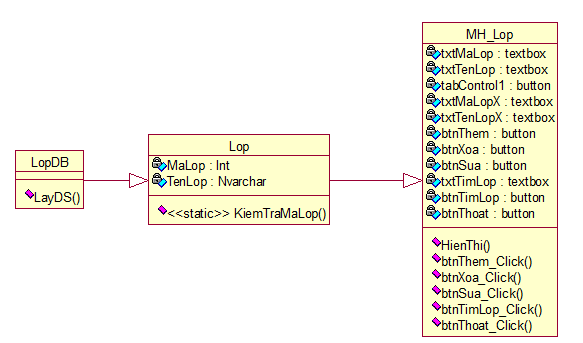 LopDB
LayDS()
Lop
MaLop : Int
TenLop : Nvarchar
<<static>> KiemTraMaLop()
MH_Lop
txtMaLop : textbox
txtTenLop : textbox
tabControl1 : button
txtMaLopX : textbox
txtTenLopX : textbox
btnThem : button
btnXoa : button
btnSua : button
txtTimLop : textbox
btnTimLop : button
btnThoat : button
HienThi()
btnThem_Click()
btnXoa_Click()
btnSua_Click()
btnTimLop_Click()
btnThoat_Click()